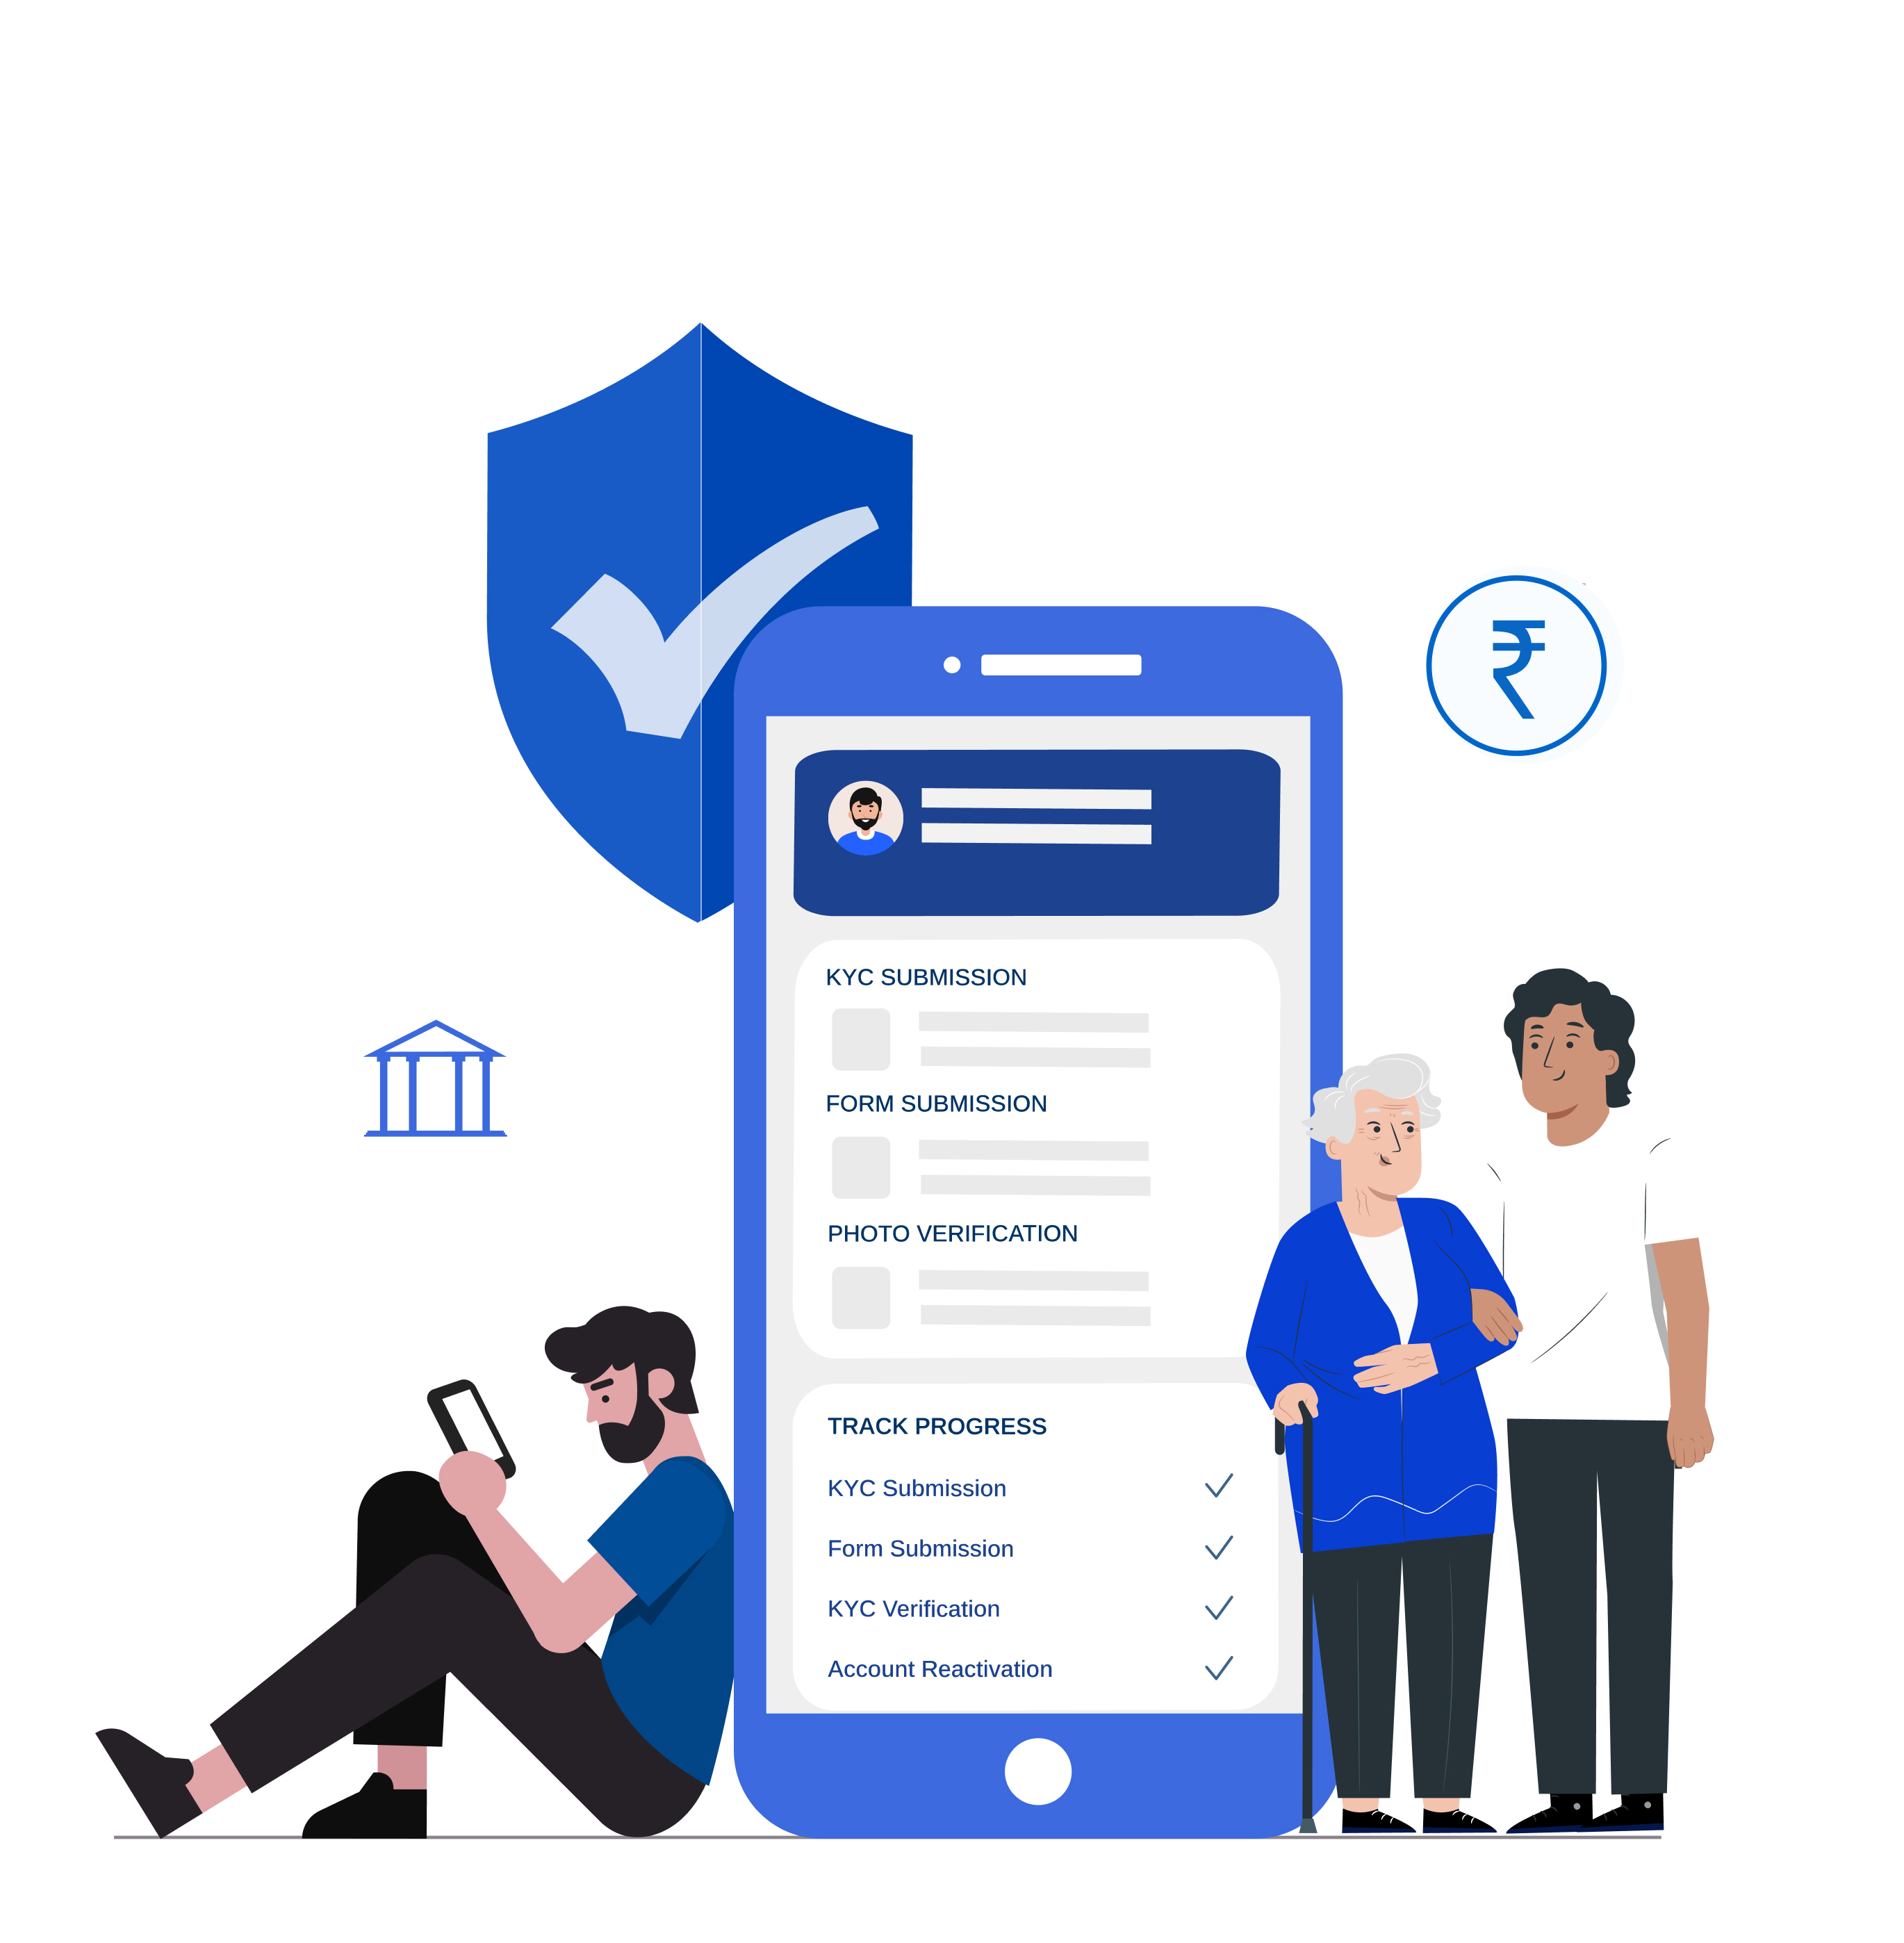 ₹
KYC SUBMISSION
FORM SUBMISSION
PHOTO VERIFICATION
TRACK PROGRESS
KYC Submission
Form Submission
KYC Verification
Account Reactivation